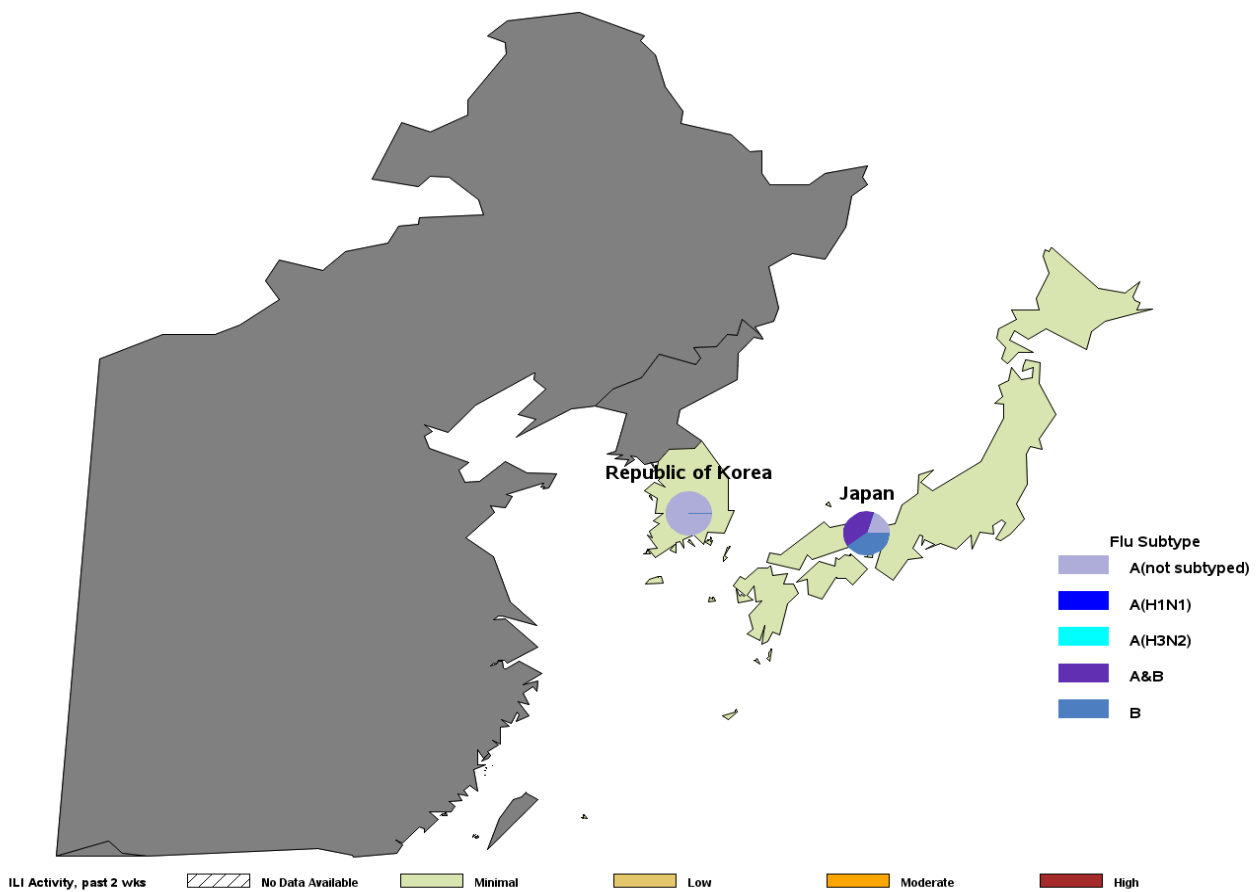 Republic of Korea
Japan
Flu Subtype
A(not subtyped)
A(H1N1)
A(H3N2)
A&B
B
ILI Activity, past 2 wks No Data Available Minimal Low Moderate High